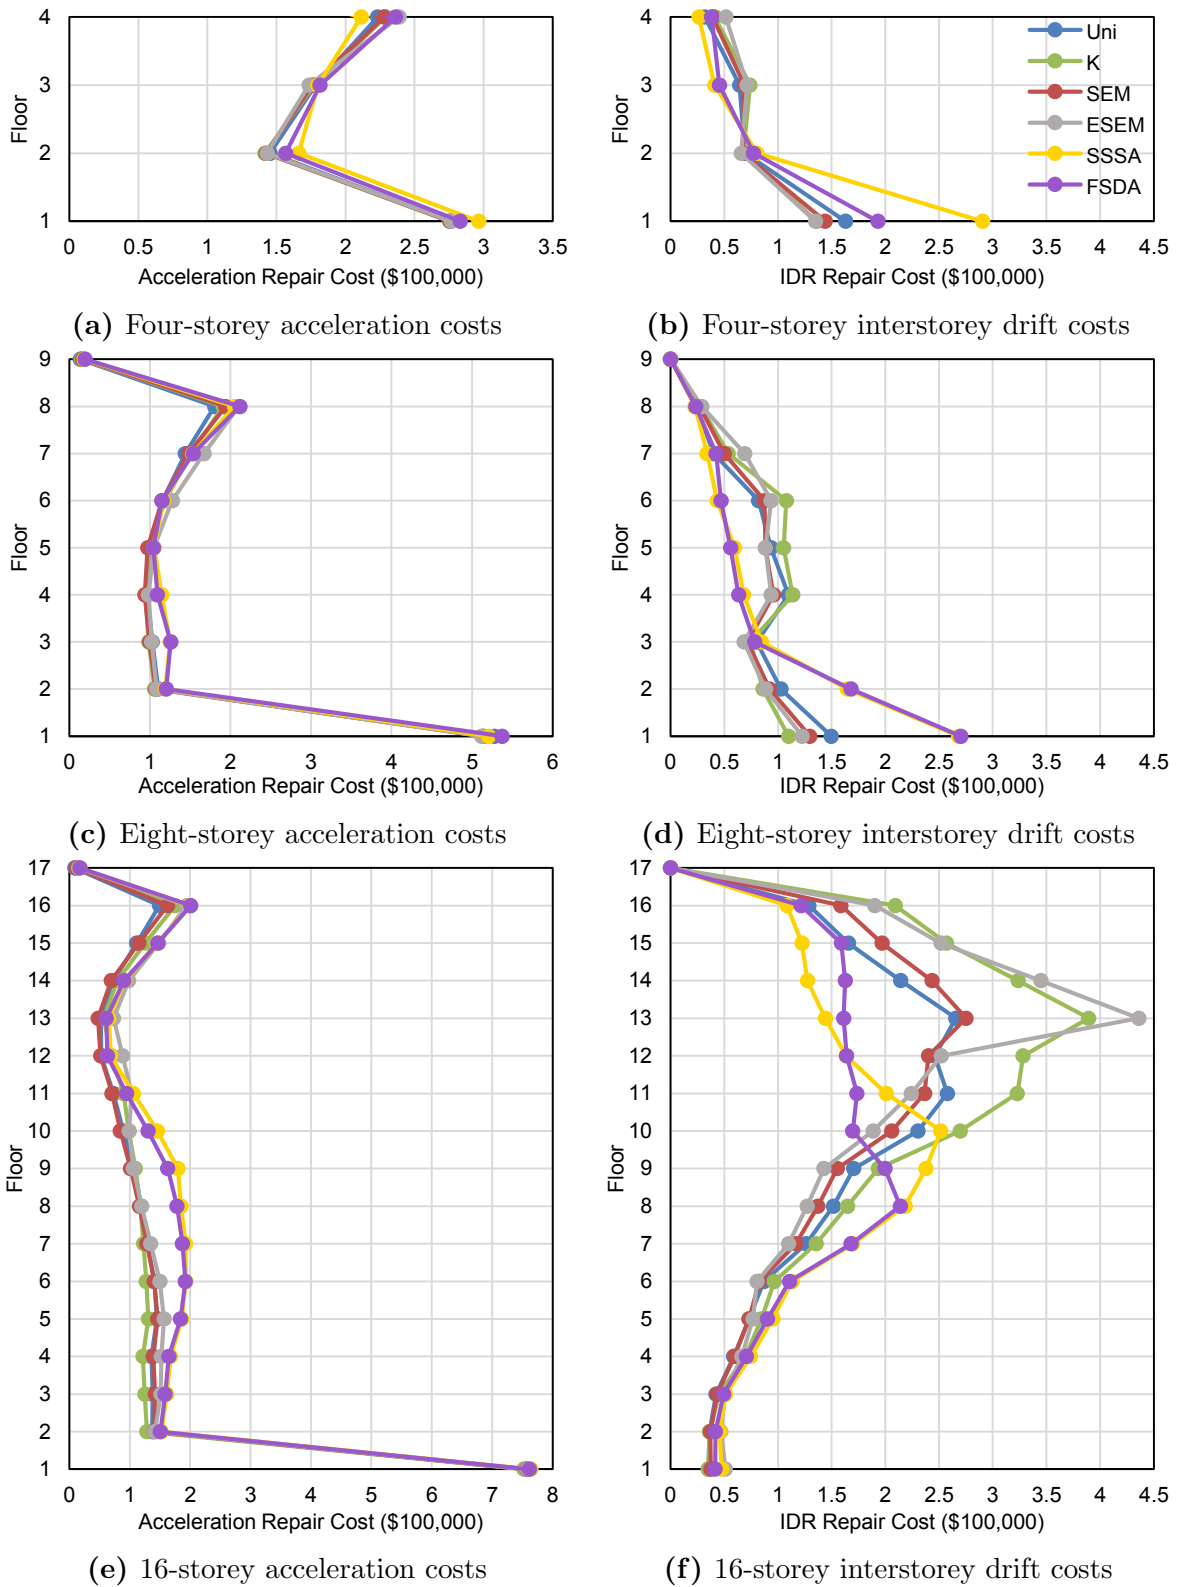 4
3
2
1
Floor
0 0.5 1 1.5 2 2.5 3 3.5
Acceleration Repair Cost ($100,000)
(a) Four-storey acceleration costs
4
3
2
1
Floor
Uni
K
SEM
ESEM
SSSA
FSDA
0 0.5 1 1.5 2 2.5 3 3.5 4 4.5
IDR Repair Cost ($100,000)
(b) Four-storey interstorey drift costs
9
8
7
6
5
4
3
2
1
Floor
0 1 2 3 4 5 6
Acceleration Repair Cost ($100,000)
(c) Eight-storey acceleration costs
9
8
7
6
5
4
3
2
1
Floor
0 0.5 1 1.5 2 2.5 3 3.5 4 4.5
IDR Repair Cost ($100,000)
(d) Eight-storey interstorey drift costs
17
16
15
14
13
12
11
10
9
8
7
6
5
4
3
2
1
Floor
0 1 2 3 4 5 6 7 8
Acceleration Repair Cost ($100,000)
(e) 16-storey acceleration costs
17
16
15
14
13
12
11
10
9
8
7
6
5
4
3
2
1
Floor
0 0.5 1 1.5 2 2.5 3 3.5 4 4.5
IDR Repair Cost ($100,000)
(f) 16-storey interstorey drift costs